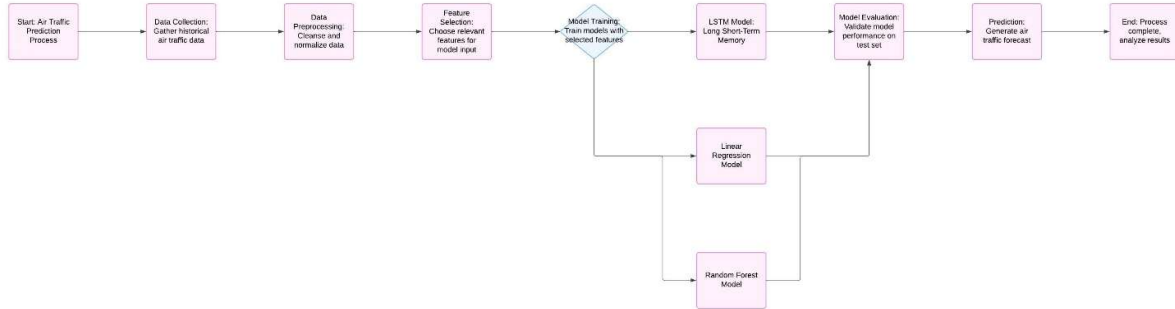 Start: Air Traffic
Prediction
Process
Data Collection:
Gather historical
air traffic data
Data
Preprocessing:
Cleanse and
normalize data
Feature
Selection:
Choose relevant
features for
model input
Model Training:
Train models with
selected features
LSTM Model:
Long Short-Term
Memory
Model Evaluation:
Validate model
performance on
test set
Prediction:
Generate air
traffic forecast
End: Process
complete,
analyze results
Linear
Regression
Model
Random Forest
Model